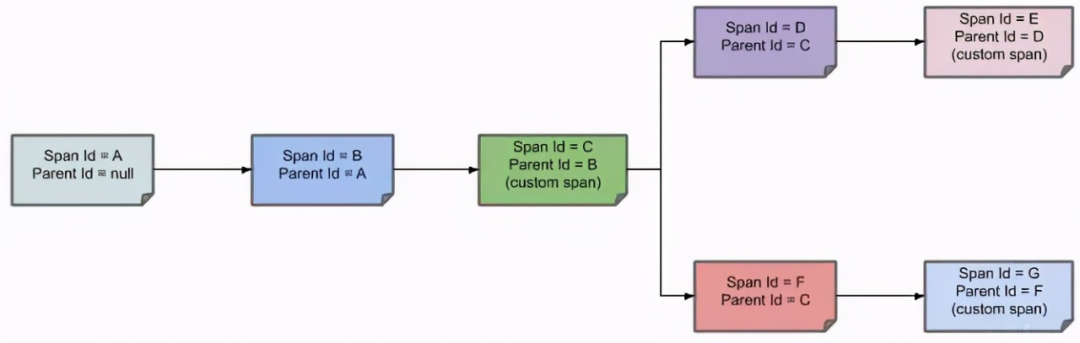 Span Id = A
Parent Id = null
Span Id = B
Parent Id = A
Span Id = C
Parent Id = B
(custom span)
Span Id = D
Parent Id = C
Span Id = E
Parent Id = D
(custom span)
Span Id = F
Parent Id = C
Span Id = G
Parent Id = F
(custom span)